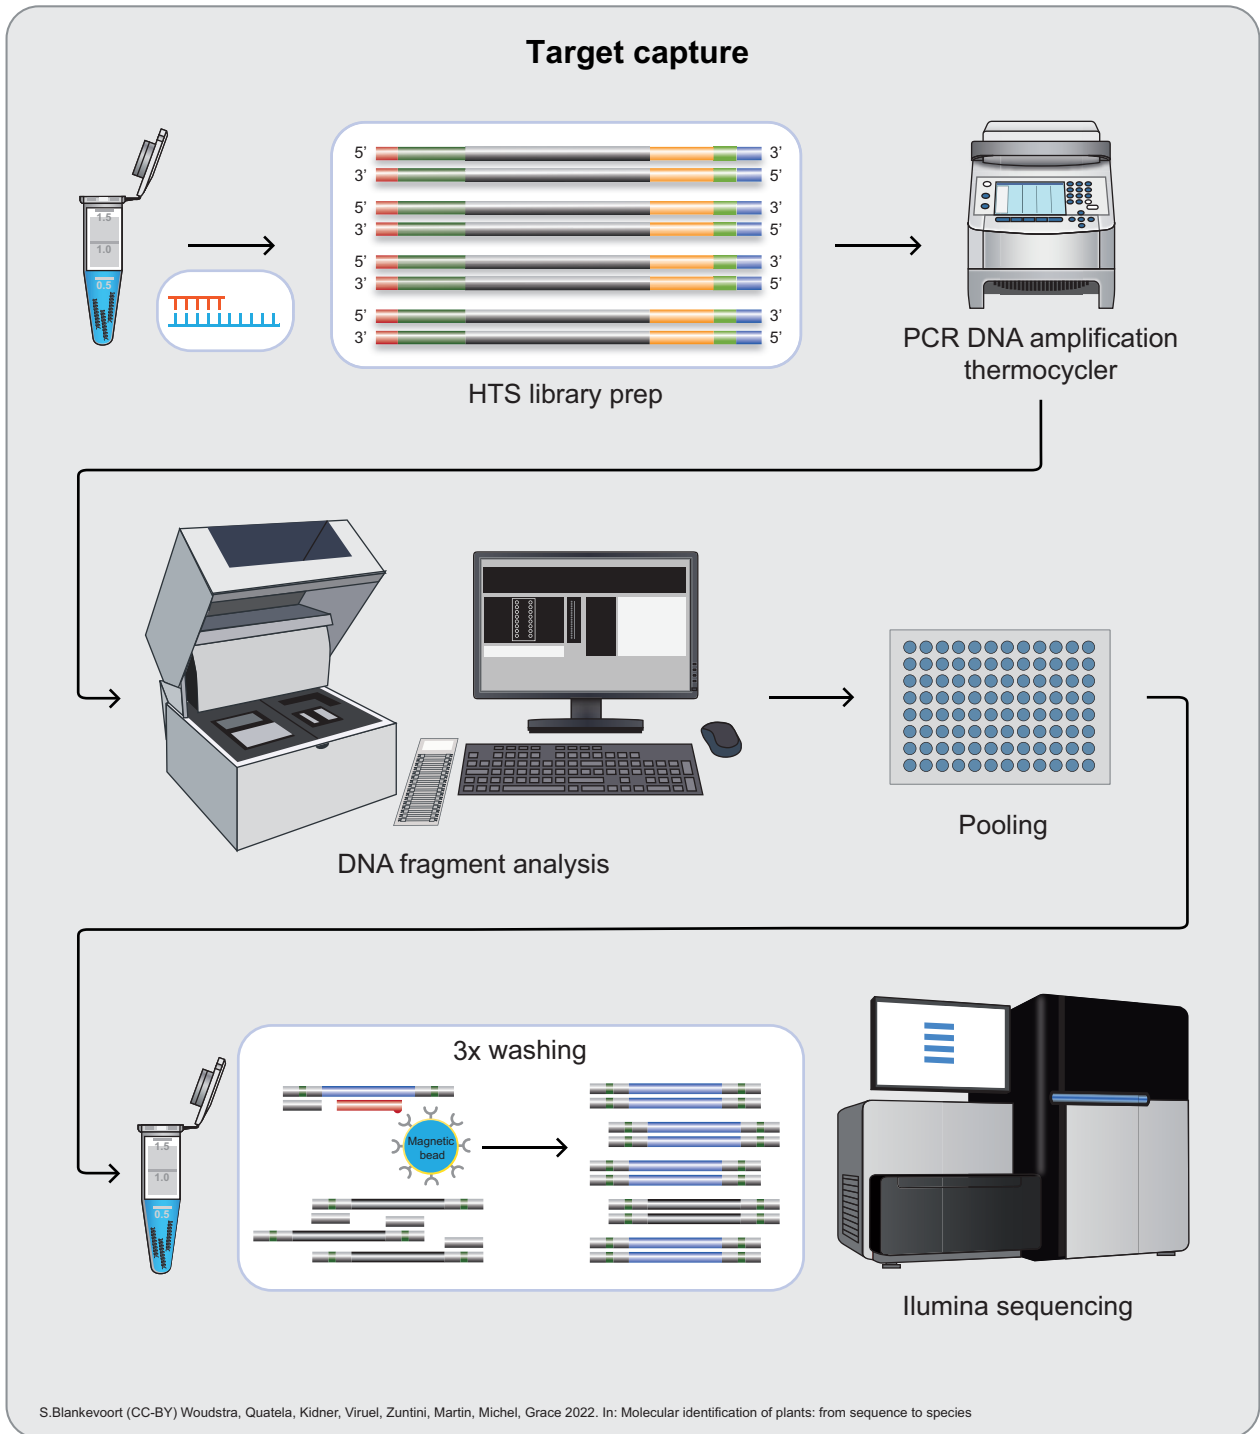 Target capture
1.5
1.0
0.5
5' 3'
3' 5'
5' 3'
3' 5'
5' 3'
3' 5'
5' 3'
3' 5'
HTS library prep
PCR DNA amplification
thermocycler
DNA fragment analysis
Pooling
1.5
1.0
0.5
3x washing
Magnetic
bead
Ilumina sequencing
S.Blankevoort (CC-BY) Woudstra, Quatela, Kidner, Viruel, Zuntini, Martin, Michel, Grace 2022. In: Molecular identification of plants: from sequence to species